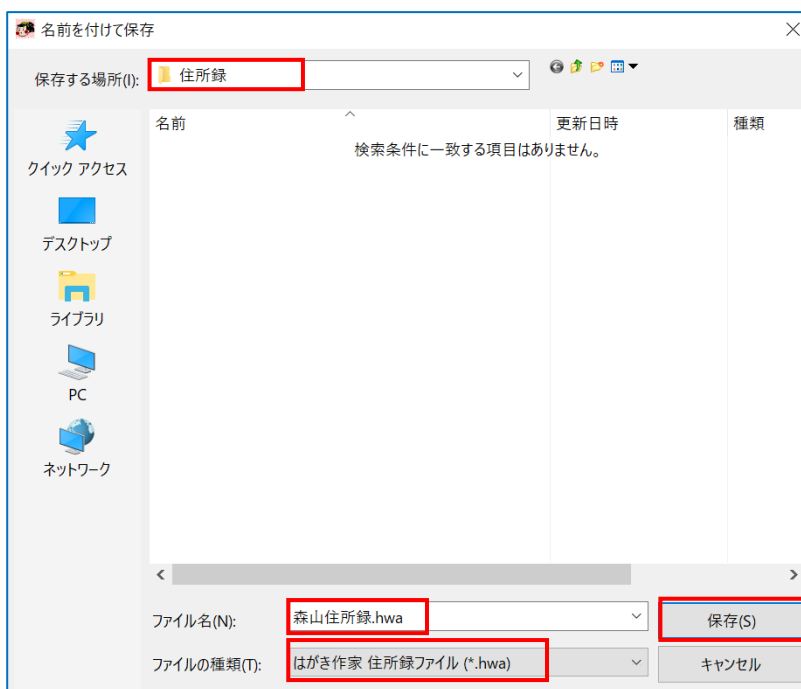 名前を付けて保存
保存する場所(I): 住所録
名前 更新日時 種類
検索条件に一致する項目はありません。
クイック アクセス
デスクトップ
ライブラリ
PC
ネットワーク
ファイル名(N): 森山住所録.hwa 保存(S)
ファイルの種類(T): はがき作家 住所録ファイル (*.hwa) キャンセル